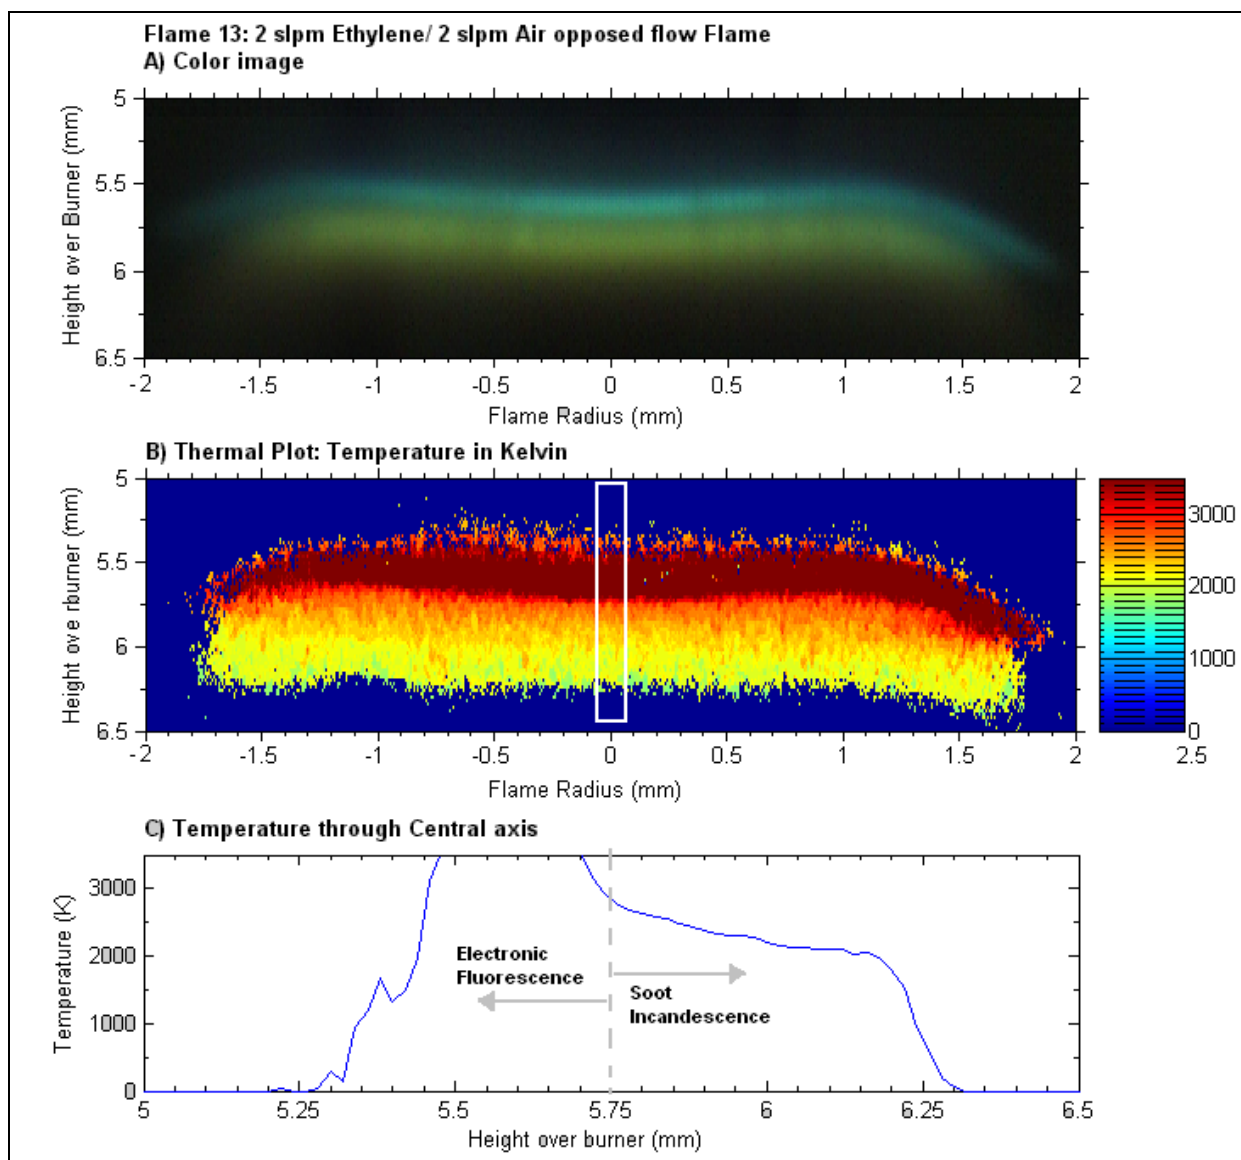 Flame 13: 2 slpm Ethylene/ 2 slpm Air opposed flow Flame
A) Color image
Height over Burner (mm)
5
5.5
6
6.5
-2 -1.5 -1 -0.5 0 0.5 1 1.5 2
Flame Radius (mm)
B) Thermal Plot: Temperature in Kelvin
Height ove rburner (mm)
5
5.5
6
6.5
-2 -1.5 -1 -0.5 0 0.5 1 1.5 2
Flame Radius (mm)
3000
2000
1000
0
2.5
C) Temperature through Central axis
Temperature (K)
3000
2000
1000
0
Electronic
Fluorescence
Soot
Incandescence
5 5.25 5.5 5.75 6 6.25 6.5
Height over burner (mm)